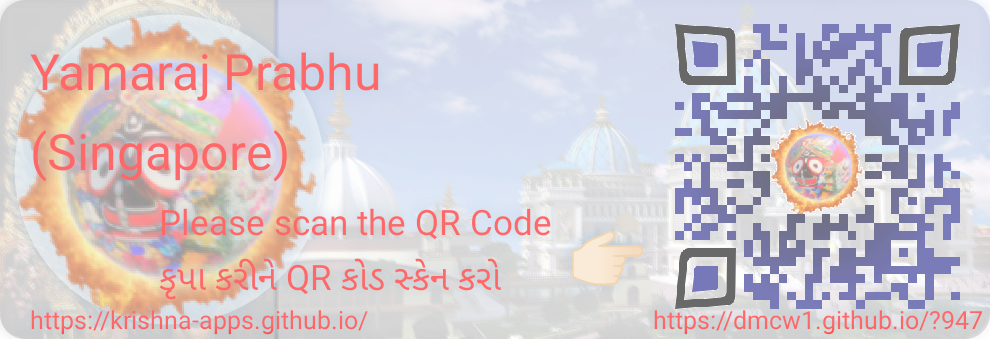 Yamaraj Prabhu
(Singapore)
Please scan the QR Code
કૃપા કરીને QR કોડ સ્કેન કરો
https://krishna-apps.github.io/
https://dmcw1.github.io/?947